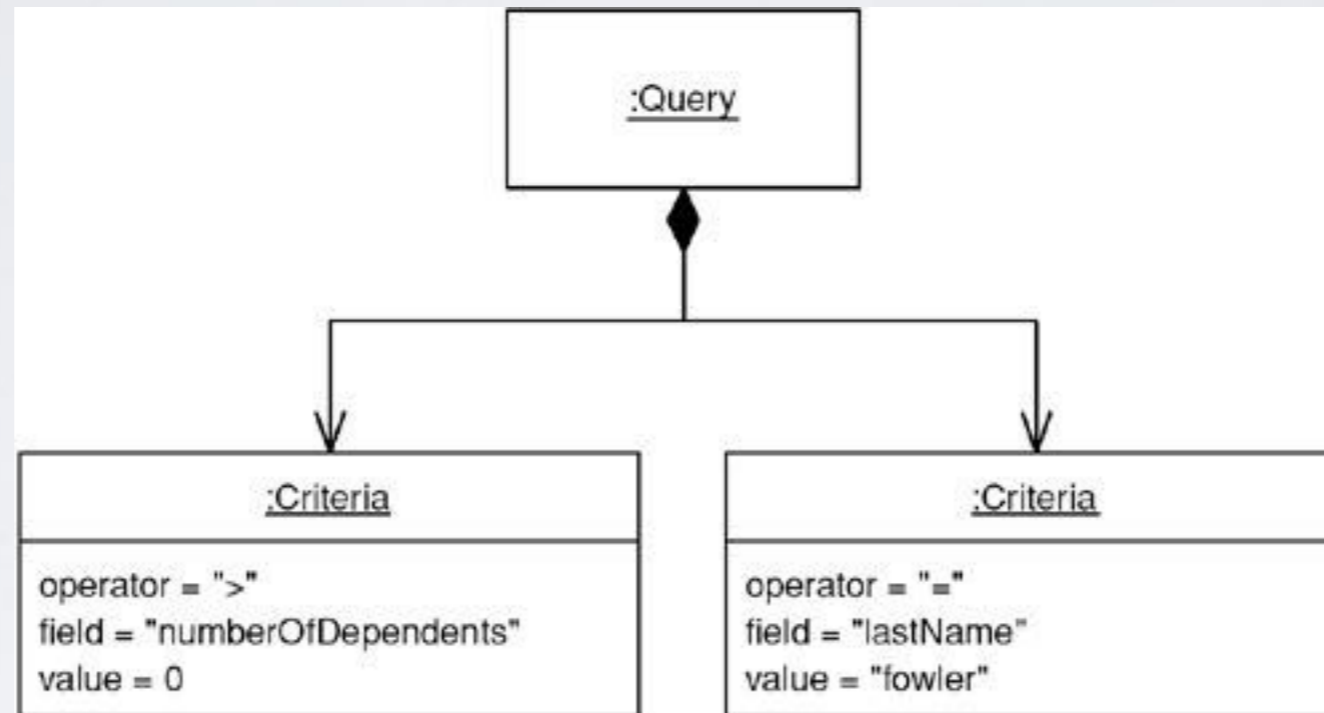 :Query
:Criteria
operator = ">"
field = "numberOfDependents"
value = 0
:Criteria
operator = "="
field = "lastName"
value = "fowler"